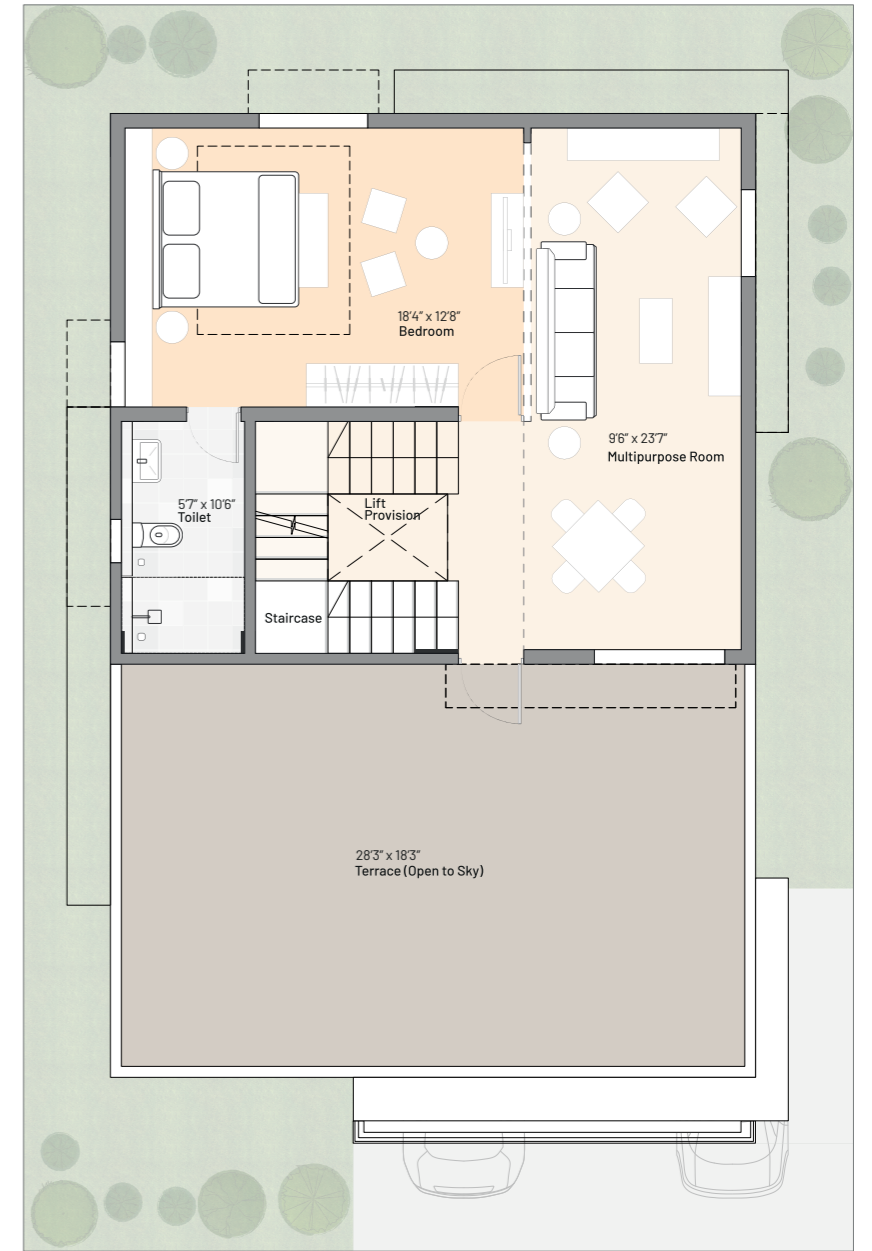 18'4" x 12'8"
Bedroom
9'6" x 23'7"
Multipurpose Room
5'7" x 10'6"
Toilet
Lift
Provision
Staircase
28'3" x 18'3"
Terrace (Open to Sky)